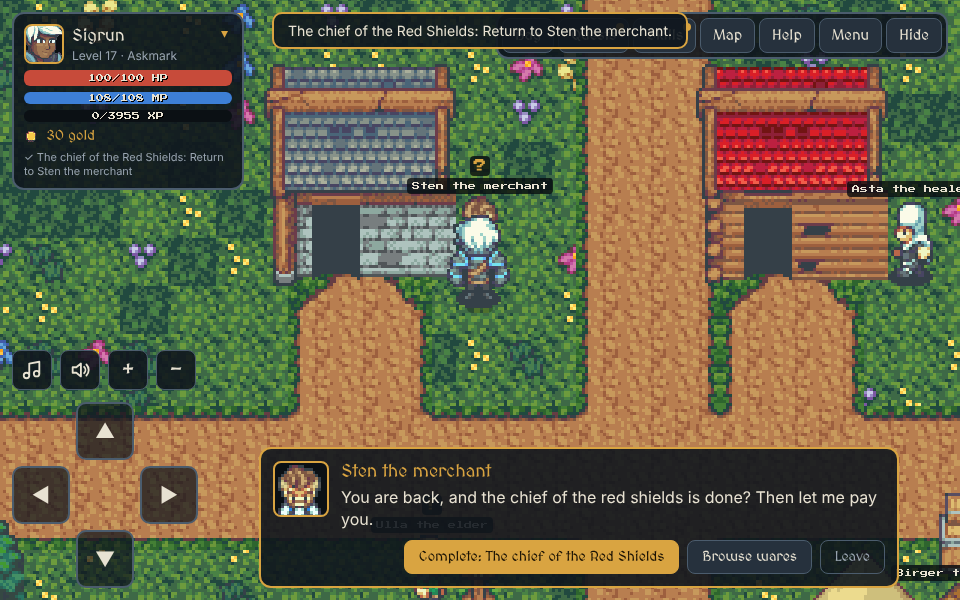 Sigrun
Level 17 · Askmark
100/100 HP
108/108 MP
0/3955 XP
30 gold
✓ The chief of the Red Shields: Return
to Sten the merchant
The chief of the Red Shields: Return to Sten the merchant.
Map
Help
Menu
Hide
?
Sten the merchant
Asta the heale
+
-
Sten the merchant
You are back, and the chief of the red shields is done? Then let me pay
you.
Ulla the elder
Complete: The chief of the Red Shields
Browse wares
Leave
Birger t